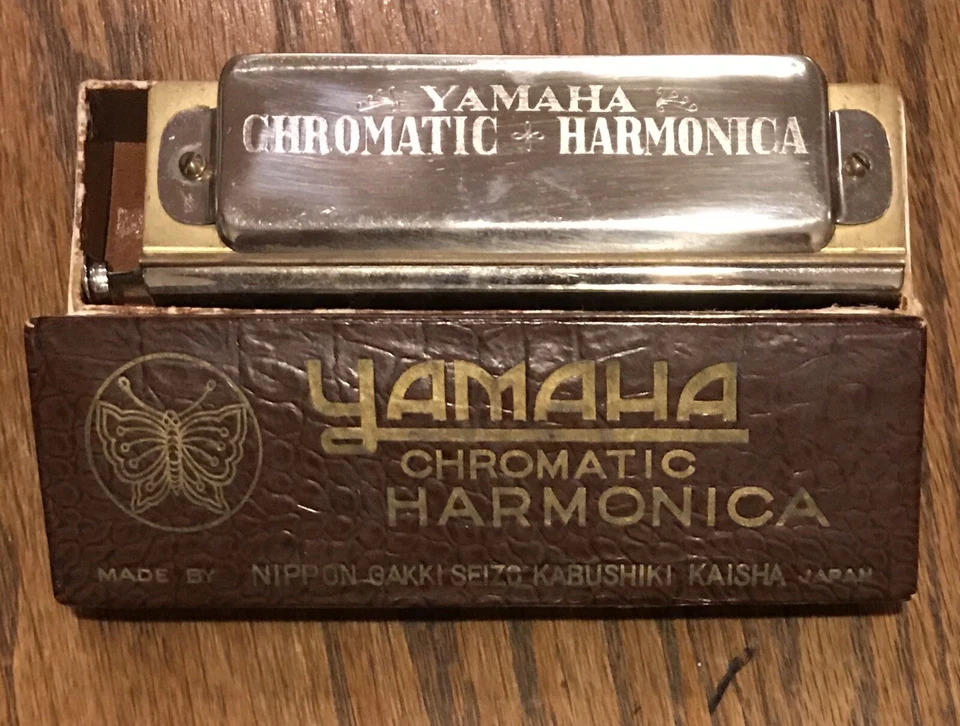 YAMAHA
CHROMATIC HARMONICA
YAMAHA
CHROMATIC
HARMONICA
MADE BY NIPPON GAKKI SEIZO KABUSHIKI KAISHA JAPAN